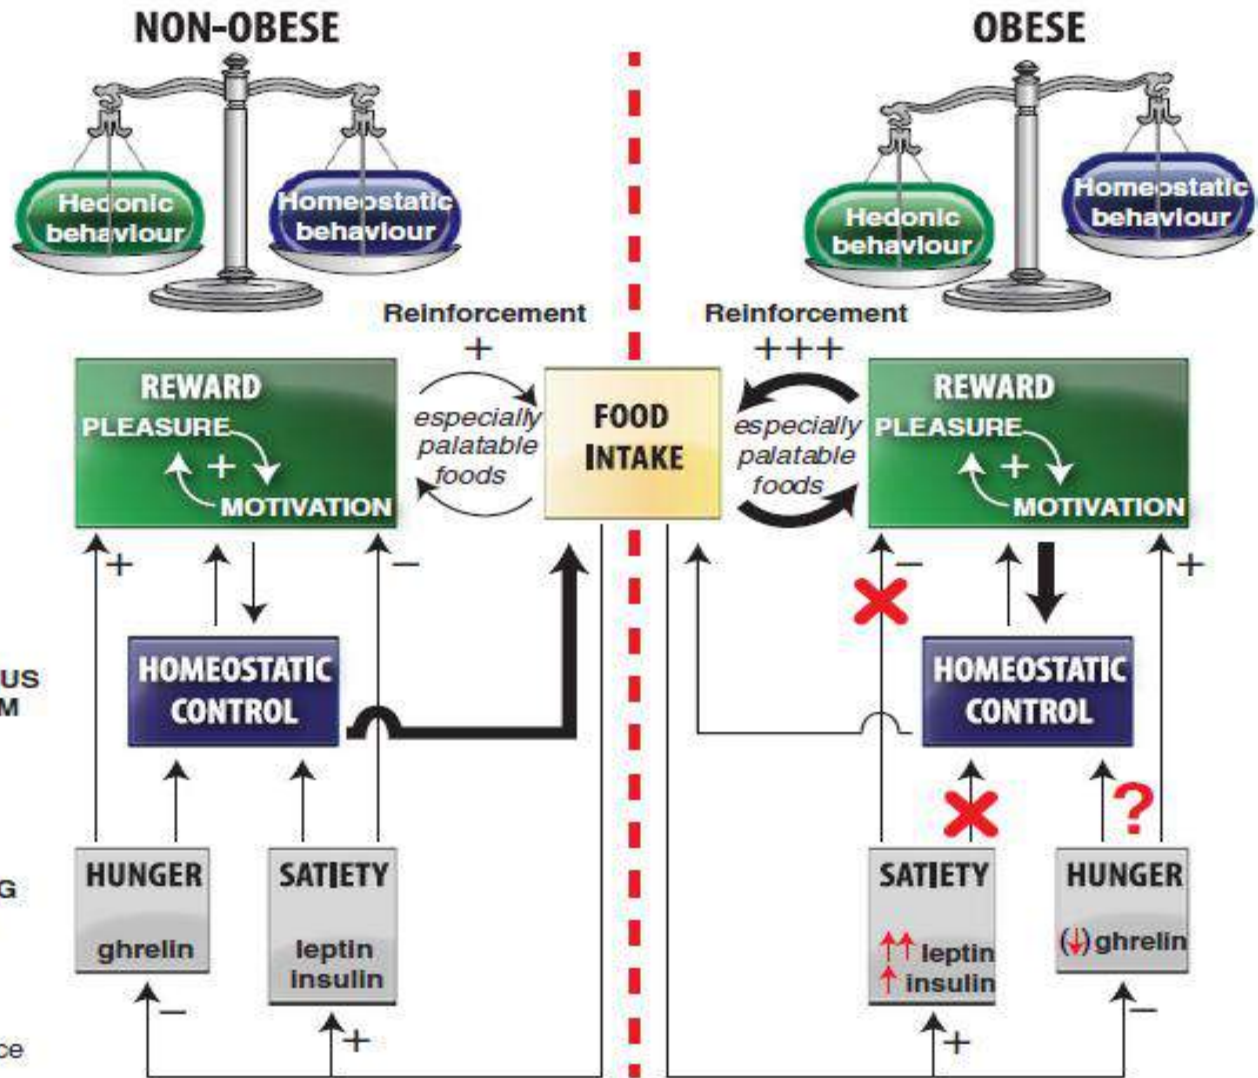 NON-OBESE
OBESE
Hedonic
behaviour
Homeostatic
behaviour
Hedonic
behaviour
Homeostatic
behaviour
Reinforcement
+
Reinforcement
+++
REWARD
PLEASURE
+
MOTIVATION
especially
palatable
foods
FOOD
INTAKE
especially
palatable
foods
REWARD
PLEASURE
+
MOTIVATION
+
−
−
+
US
M
HOMEOSTATIC
CONTROL
HOMEOSTATIC
CONTROL
?
G
HUNGER
ghrelin
SATIETY
leptin
insulin
SATIETY
↑↑ leptin
↑ insulin
HUNGER
(↓) ghrelin
−
+
+
−
ce